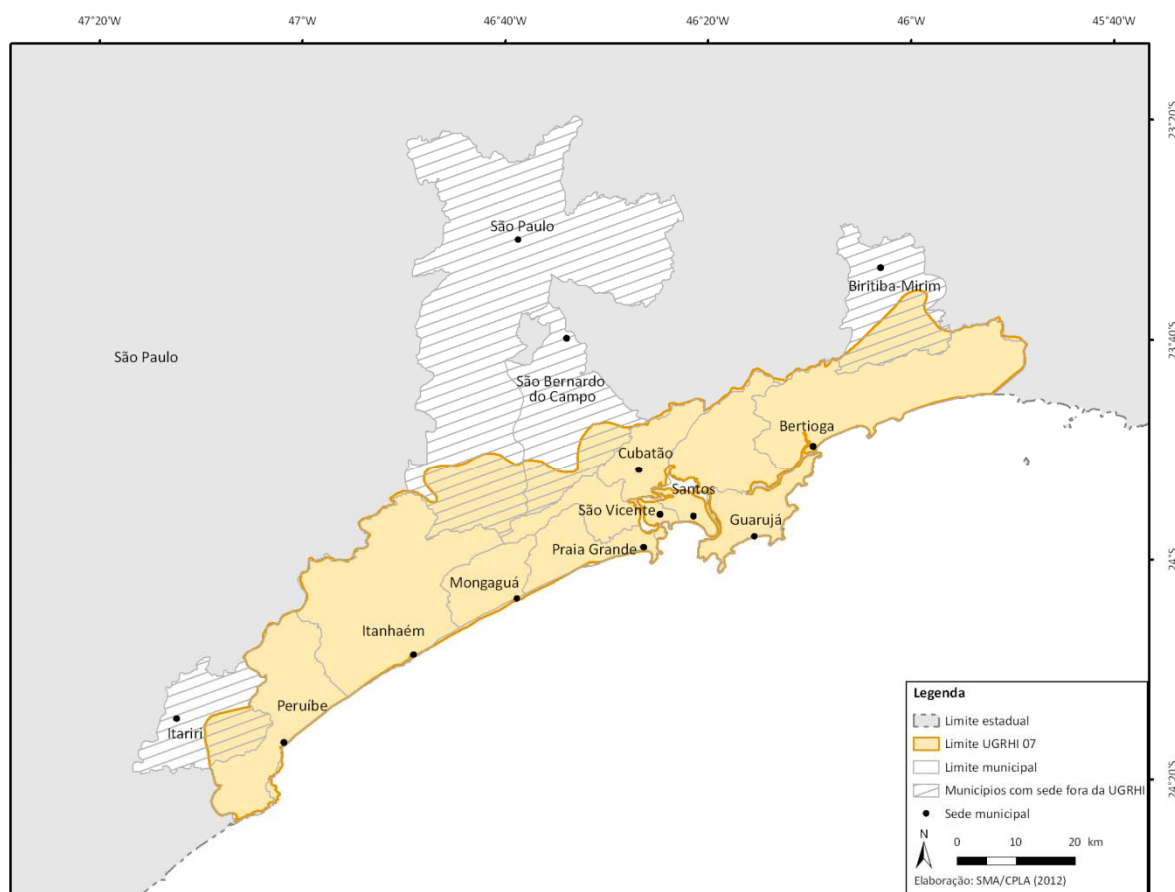 47°20'W
47°W
46°40'W
46°20'W
46°W
45°40'W
23°20'S
23°40'S
24°S
24°20'S
São Paulo
Biritiba-Mirim
São Paulo
São Bernardo
do Campo
Bertioga
Cubatão
Santos
São Vicente
Guarujá
Praia Grande
Mongaguá
Itanhaém
Peruíbe
Itariri
Legenda
Limite estadual
Limite UGRHI 07
Limite municipal
Municípios com sede fora da UGRHI
Sede municipal
N
0 10 20 km
Elaboração: SMA/CPLA (2012)